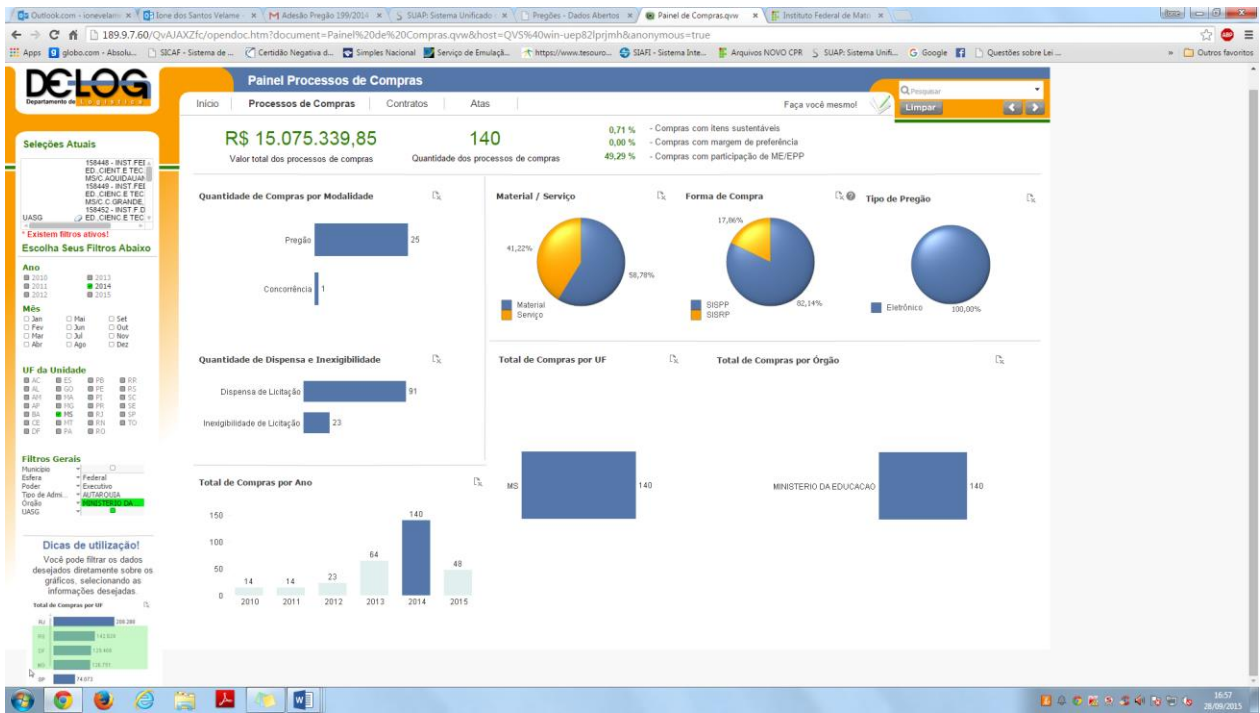 Outlook.com - ionevelam
Ione dos Santos Velame -
Adesão Pregão 199/2014
SUAP: Sistema Unificado
Pregões - Dados Abertos
Painel de Compras.qvw
Instituto Federal de Mato
189.9.7.60/QvAJAXZfc/opendoc.htm?document=Painel%20de%20Compras.qvw&host=QVS%40win-uep82lprjmh&anonymous=true
Apps
globo.com - Absolu...
SICAF - Sistema de ...
Certidão Negativa d...
Simples Nacional
Serviço de Emulaçã...
https://www.tesouro...
SIAFI - Sistema Inte...
Arquivos NOVO CPR
SUAP: Sistema Unifi...
Google
Questões sobre Lei ...
Outros favoritos
DELOG
Departamento de Logística
Painel Processos de Compras
Início
Processos de Compras
Contratos
Atas
Faça você mesmo!
Pesquisar
Limpar
Seleções Atuais
158448 - INST.FEI
ED.,CIENT.E TEC.
MS/C.AQUIDAUAN
158449 - INST.FEI
ED.,CIENC.E TEC
MS/C.C.GRANDE,
158452 - INST.F.D
UASG
ED.,CIENC.E TEC
* Existem filtros ativos!
Escolha Seus Filtros Abaixo
Ano
2010 2013
2011 2014
2012 2015
Mês
Jan Mai Set
Fev Jun Out
Mar Jul Nov
Abr Ago Dez
UF da Unidade
AC ES PB RR
AL GO PE RS
AM MA PI SC
AP MG PR SE
BA MS RJ SP
CE MT RN TO
DF PA RO
Filtros Gerais
Município
Esfera Federal
Poder Executivo
Tipo de Admi... AUTARQUIA
Órgão MINISTERIO DA ...
UASG
Dicas de utilização!
Você pode filtrar os dados
desejados diretamente sobre os
gráficos, selecionando as
informações desejadas.
Total de Compras por UF
SP 74.073
R$ 15.075.339,85
Valor total dos processos de compras
140
Quantidade dos processos de compras
0,71 % - Compras com itens sustentáveis
0,00 % - Compras com margem de preferência
49,29 % - Compras com participação de ME/EPP
Quantidade de Compras por Modalidade
Pregão 25
Concorrência 1
Material / Serviço
41,22%
58,78%
Material
Serviço
Forma de Compra
17,86%
82,14%
SISPP
SISRP
Tipo de Pregão
Eletrônico
100,00%
Quantidade de Dispensa e Inexigibilidade
Dispensa de Licitação 91
Inexigibilidade de Licitação 23
Total de Compras por UF
MS 140
Total de Compras por Órgão
MINISTERIO DA EDUCACAO 140
Total de Compras por Ano
150
100
50
0
14 14 23 64 140 48
2010 2011 2012 2013 2014 2015
16:57
28/09/2015